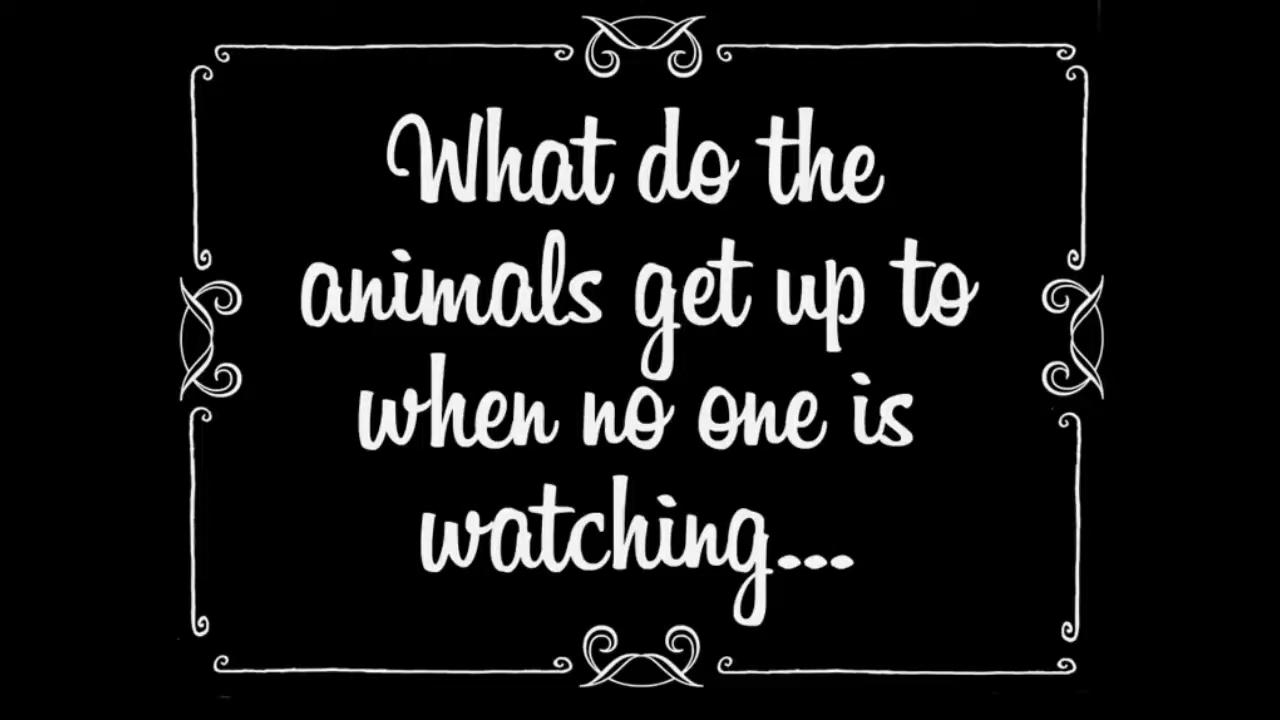 What do the
animals get up to
when no one is
watching...